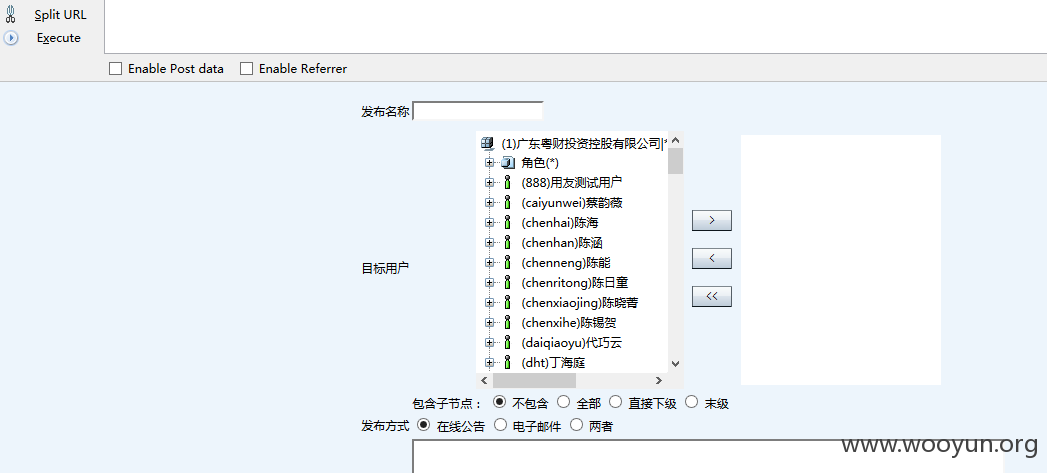 Split URL
Execute
Enable Post data Enable Referrer
发布名称
(1)广东粤财投资控股有限公司|*
角色(*)
(888)用友测试用户
(caiyunwei)蔡韵薇
(chenhai)陈海
(chenhan)陈涵
目标用户
(chenneng)陈能
(chenritong)陈日童
(chenxiaojing)陈晓菁
(chenxihe)陈锡贺
(daiqiaoyu)代巧云
(dht)丁海庭
> 
<
<<
包含子节点: 不包含 全部 直接下级 末级
发布方式 在线公告 电子邮件 两者
www.wooyun.org